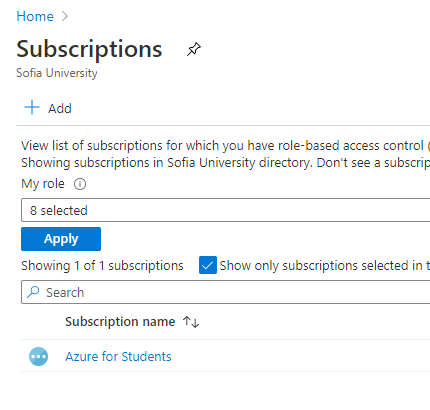 Home
Subscriptions
Sofia University
Add
View list of subscriptions for which you have role-based access control (
Showing subscriptions in Sofia University directory. Don't see a subscrip
My role
8 selected
Apply
Showing 1 of 1 subscriptions Show only subscriptions selected in t
Search
Subscription name
Azure for Students